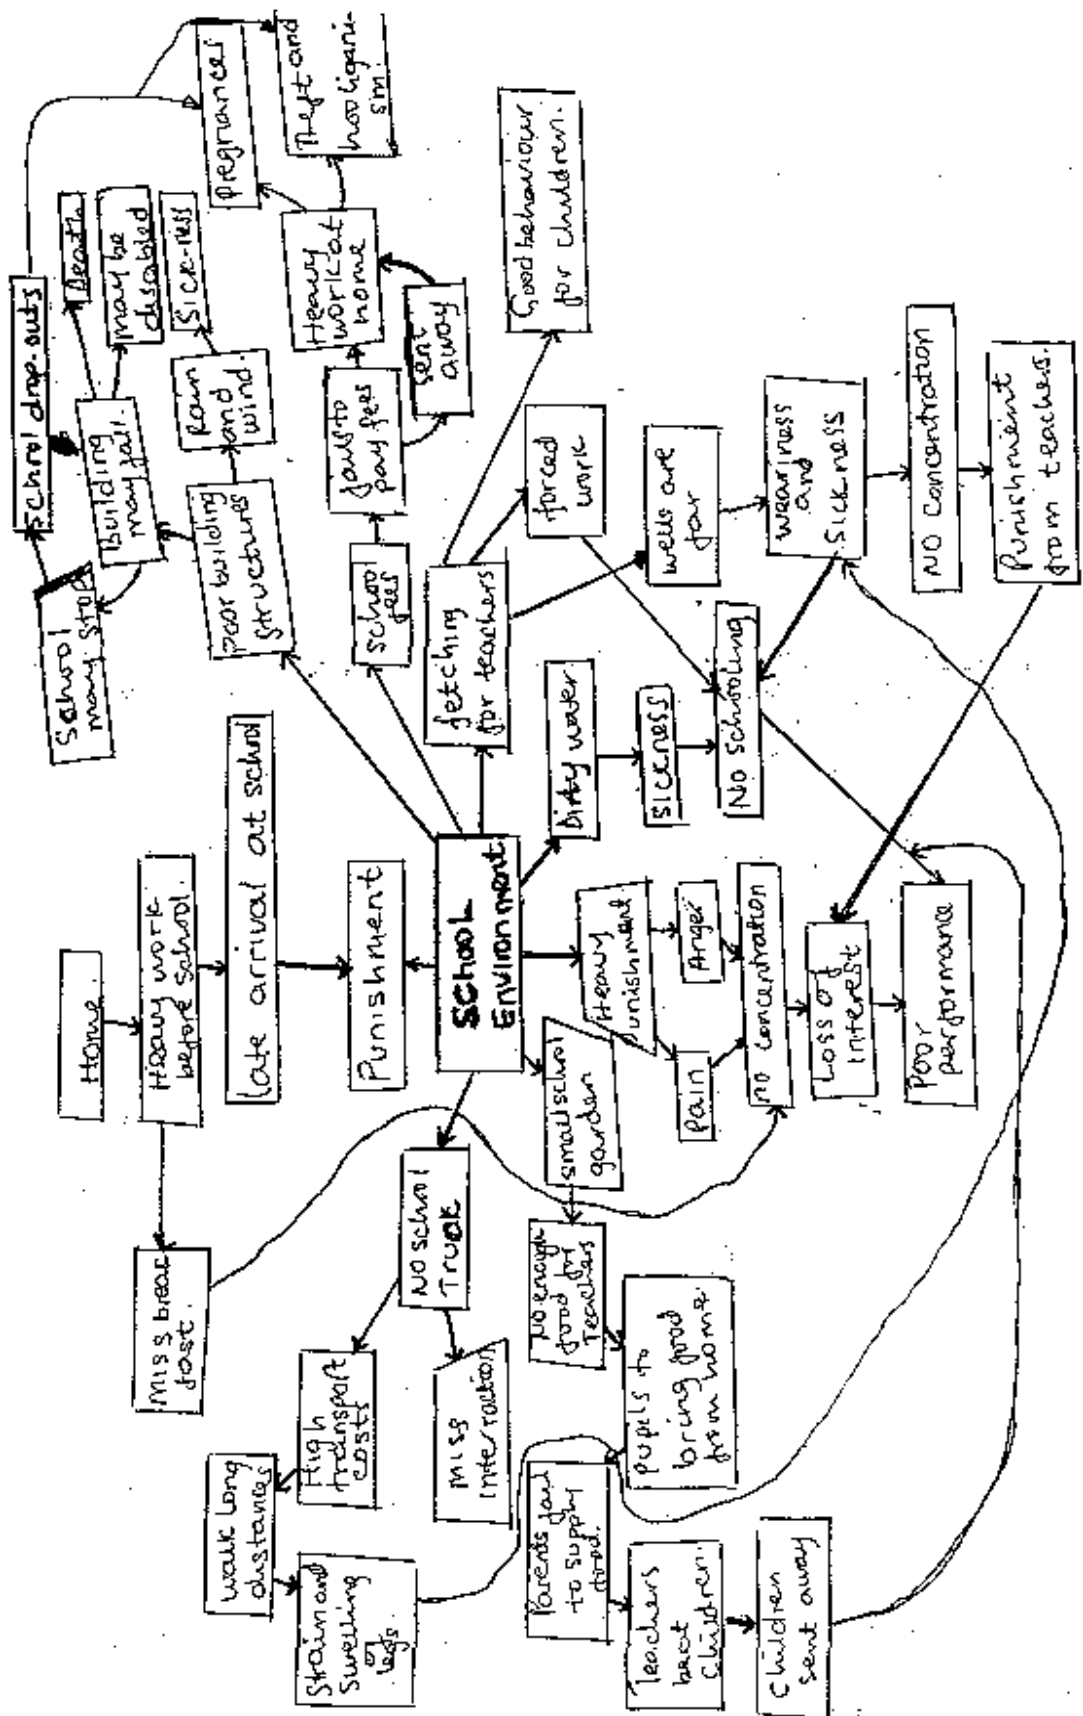 Home
Heavy work
before school
late arrival at school
Punishment
miss break
fast.
School
Environment
School
may stop
School drop-outs
Building
may fall
Death
may be
disabled
Poor building
structures
Rain
and
wind.
Sick-ness
pregnancies
Theft and
hooligani-
sm.
School
fees
fails to
pay fees
Heavy
work at
home
sent
away
fetching
for teachers
Good behaviour
for children.
forced
work
wells are
far
weariness
and
sickness
NO concentration
Punishment
from teachers.
Dirty water
sickness
No schooling
Heavy
punishment
Anger
Pain
no concentration
Loss of
interest
Poor
performance
small school
garden
No enough
food for
Teachers
pupils to
bring food
from home.
Parents fail
to supply
food.
Teachers
beat
children.
Children
sent away
No school
Truck
High
transport
costs
walk long
distances
Strain and
swelling
of
legs.
miss
interraction